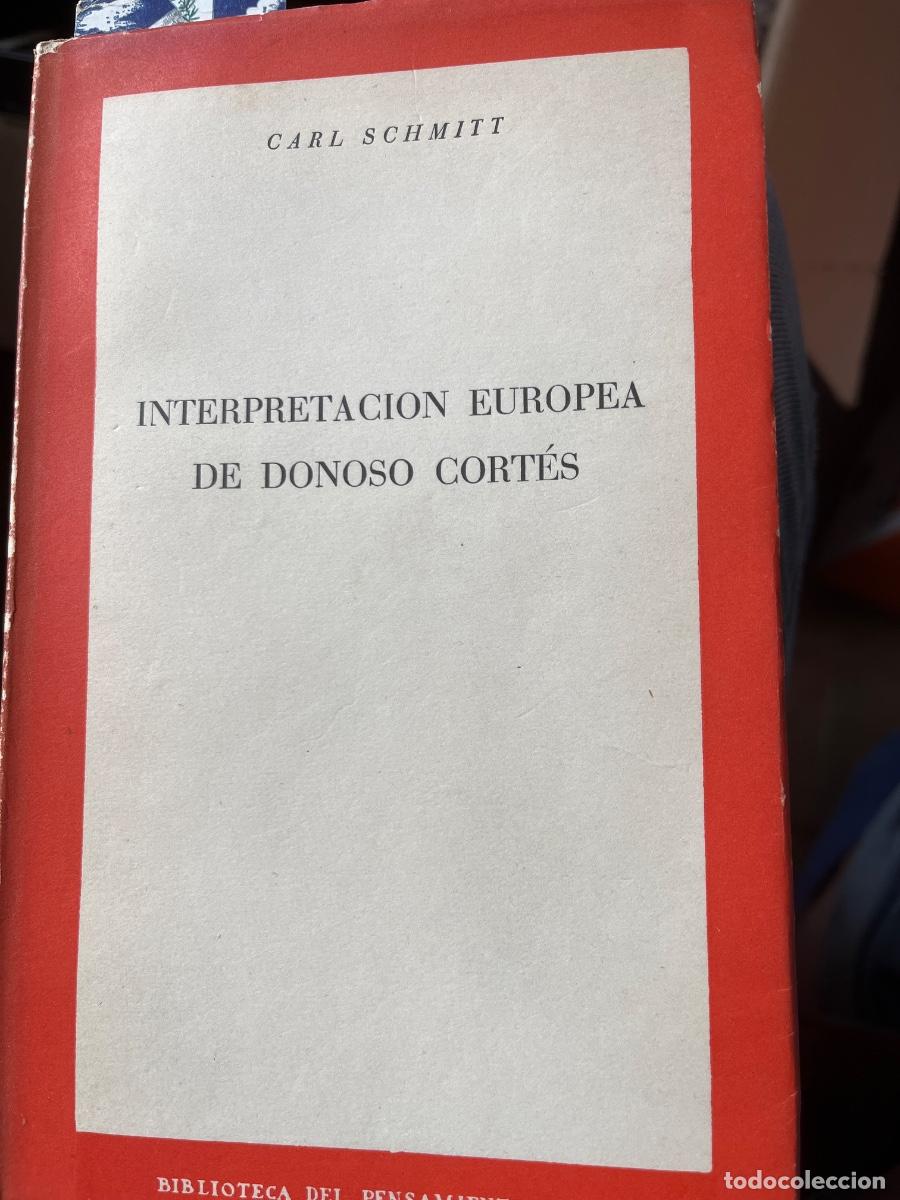 CARL SCHMITT
INTERPRETACION EUROPEA
DE DONOSO CORTÉS
BIBLIOTECA DEL
todocoleccion